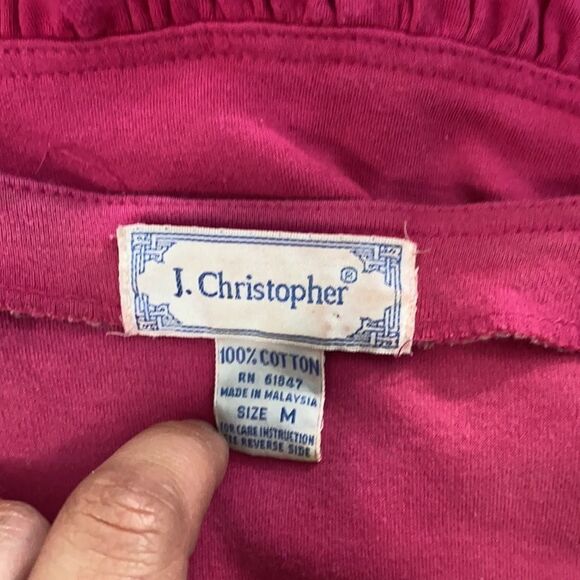 J. Christopher®
100% COTTON
RN 61847
MADE IN MALAYSIA
SIZE M
FOR CARE INSTRUCTION
SEE REVERSE SIDE